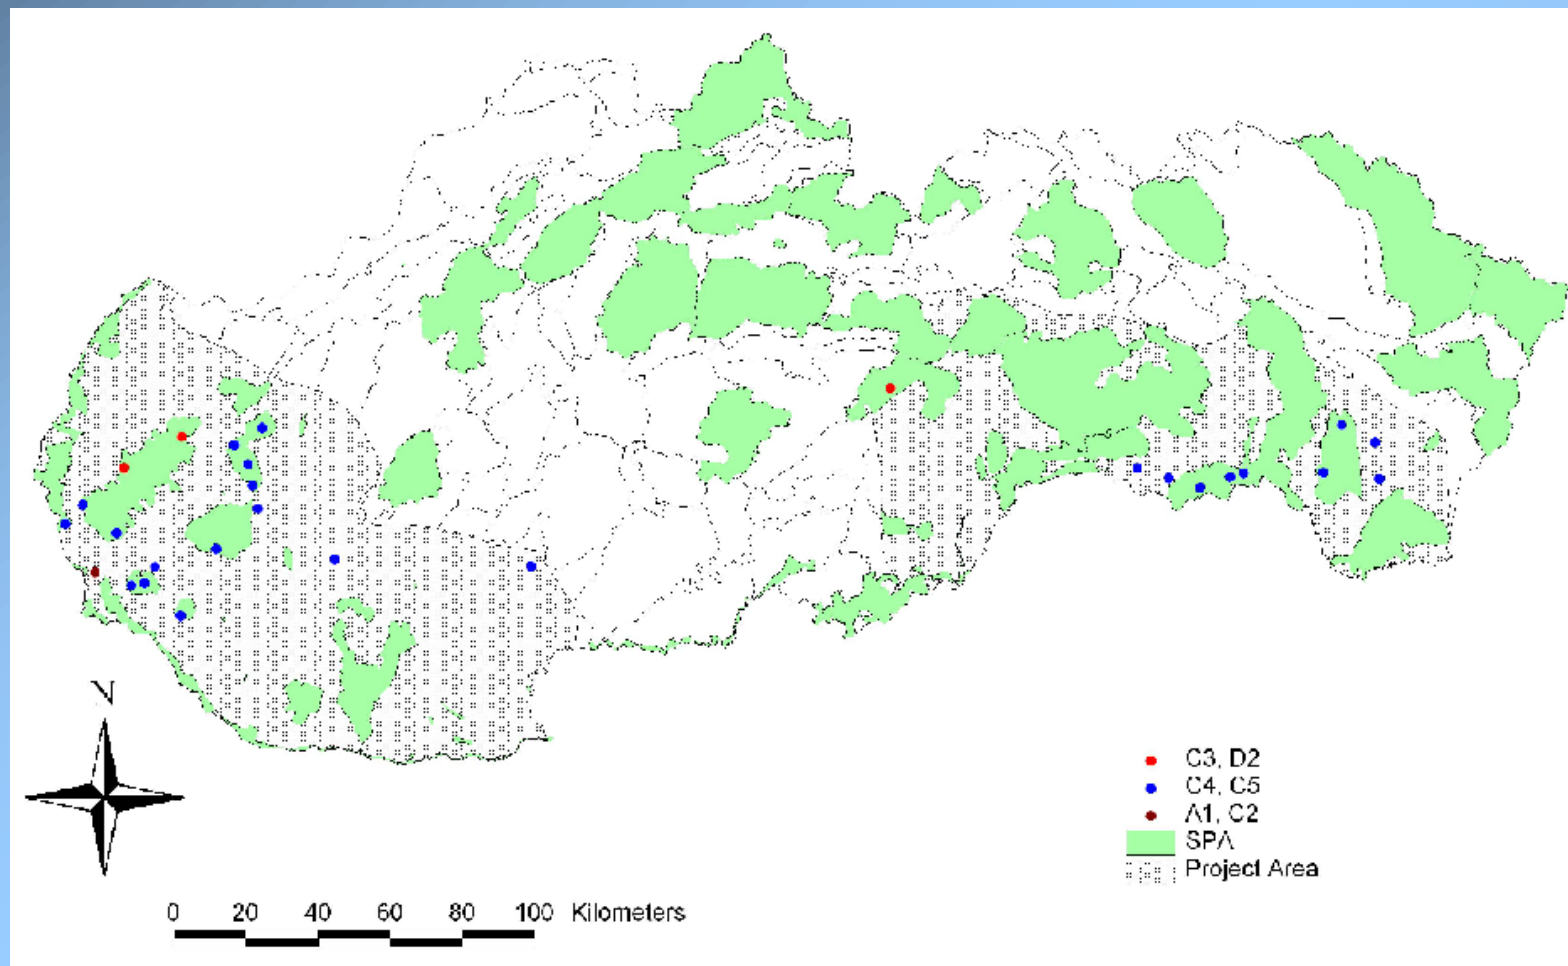 N
C3, D2
C4, C5
A1, C2
SPA
Project Area
0 20 40 60 80 100 Kilometers